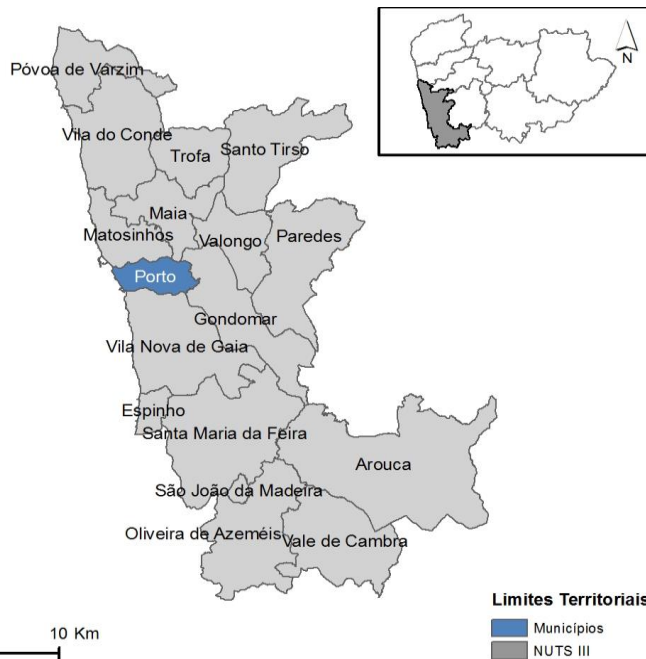 N
Póvoa de Varzim
Vila do Conde
Trofa
Santo Tirso
Maia
Matosinhos
Valongo
Paredes
Porto
Gondomar
Vila Nova de Gaia
Espinho
Santa Maria da Feira
Arouca
São João da Madeira
Oliveira de Azeméis
Vale de Cambra
Limites Territoriais
10 Km
Municípios
NUTS III